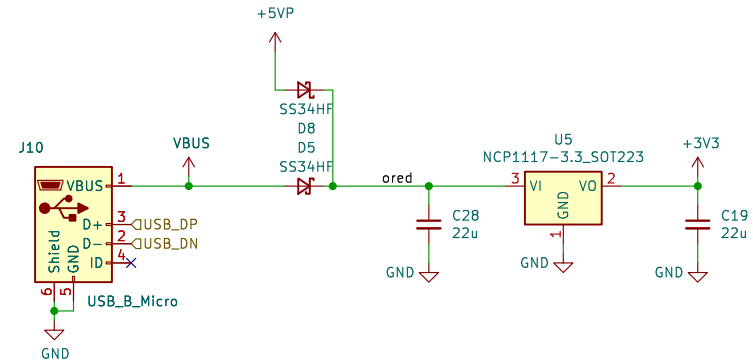 +5VP
SS34HF
D8
D5
SS34HF
J10
VBUS
ored
U5
NCP1117-3.3_SOT223
+3V3
VBUS 1
D+ 3 USB_DP
D- 2 USB_DN
ID 4
Shield
GND
6
5
USB_B_Micro
GND
C28
22u
GND
3 VI
VO 2
GND
1
GND
C19
22u
GND